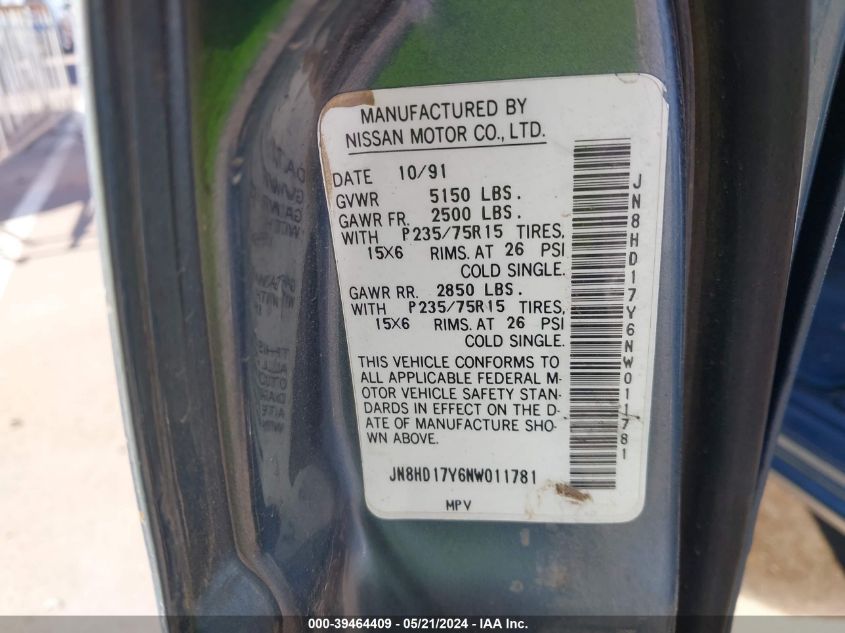 MANUFACTURED BY
NISSAN MOTOR CO., LTD.
DATE 10/91
GVWR 5150 LBS.
GAWR FR. 2500 LBS.
WITH P235/75R15 TIRES,
15X6 RIMS. AT 26 PSI
COLD SINGLE.
GAWR RR. 2850 LBS.
WITH P235/75R15 TIRES,
15X6 RIMS. AT 26 PSI
COLD SINGLE.
THIS VEHICLE CONFORMS TO
ALL APPLICABLE FEDERAL M-
OTOR VEHICLE SAFETY STAN-
DARDS IN EFFECT ON THE D-
ATE OF MANUFACTURE SHO-
WN ABOVE.
JN8HD17Y6NW011781
MPV
JN8HD17Y6NW011781
000-39464409 - 05/21/2024 - IAA Inc.